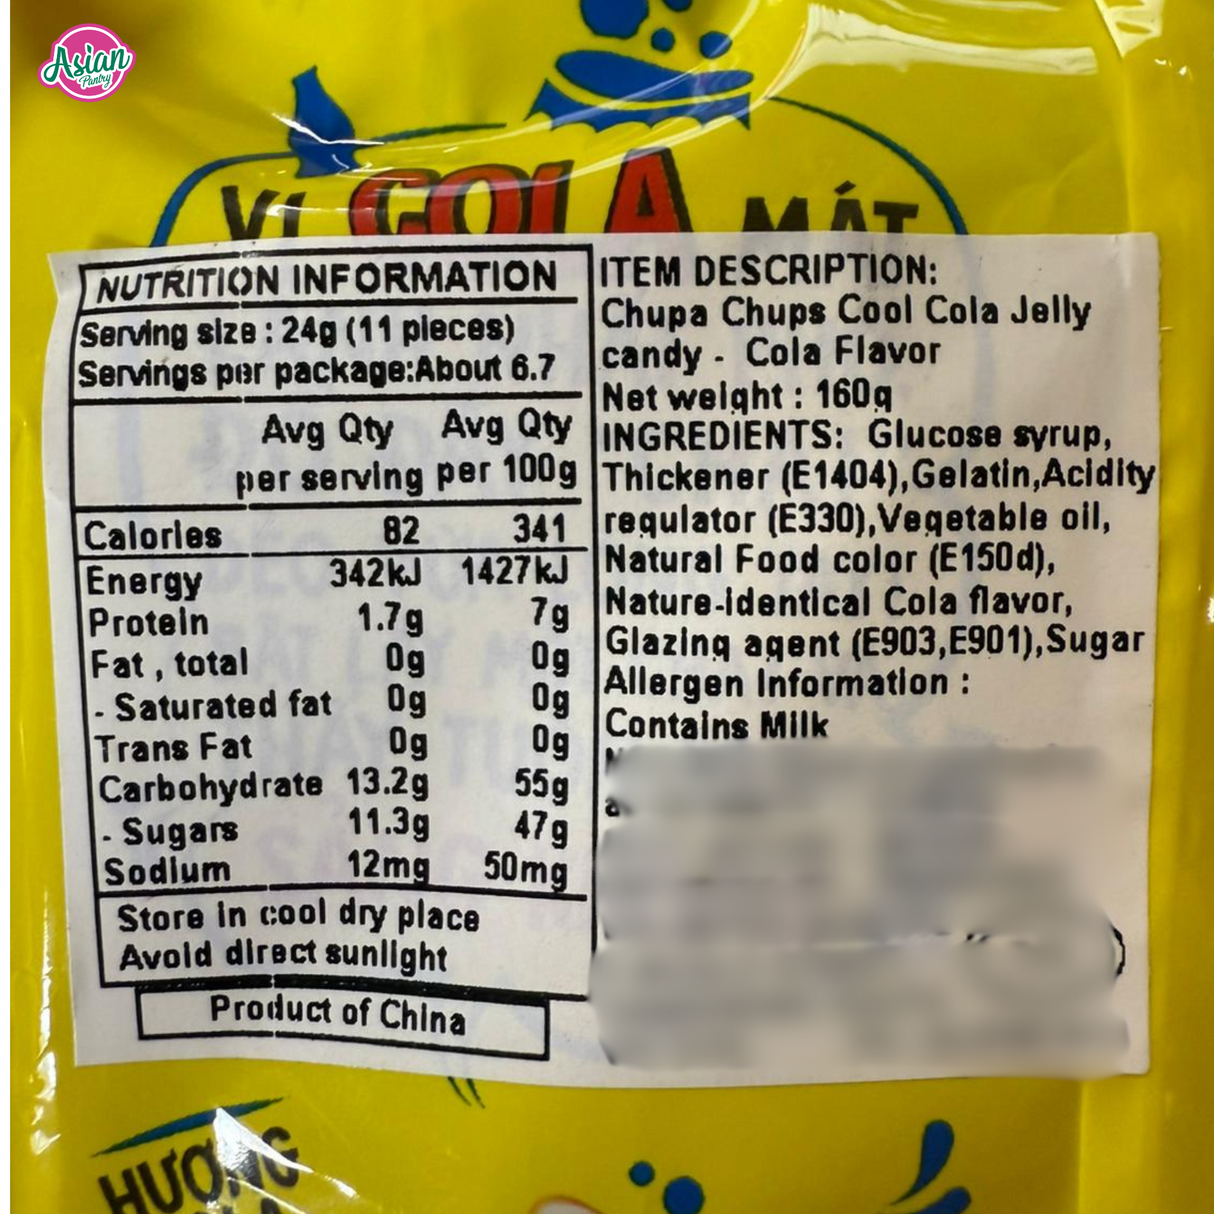 Asian
Pantry
VỊ COLA MÁT
NUTRITION INFORMATION
Serving size : 24g (11 pieces)
Servings per package:About 6.7
Avg Qty Avg Qty
per serving per 100g
Calories 82 341
Energy 342kJ 1427kJ
Protein 1.7g 7g
Fat , total 0g 0g
- Saturated fat 0g 0g
Trans Fat 0g 0g
Carbohydrate 13.2g 55g
- Sugars 11.3g 47g
Sodium 12mg 50mg
Store in cool dry place
Avoid direct sunlight
Product of China
ITEM DESCRIPTION:
Chupa Chups Cool Cola Jelly
candy - Cola Flavor
Net weight : 160g
INGREDIENTS: Glucose syrup,
Thickener (E1404),Gelatin,Acidity
regulator (E330),Vegetable oil,
Natural Food color (E150d),
Nature-identical Cola flavor,
Glazing agent (E903,E901),Sugar
Allergen Information :
Contains Milk
HƯƠNG